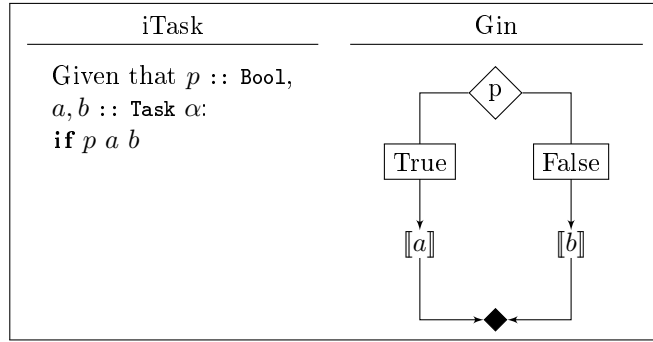 iTask
Gin
Given that p :: Bool,
a, b :: Task α:
if p a b
p
True
False
⟦a⟧
⟦b⟧